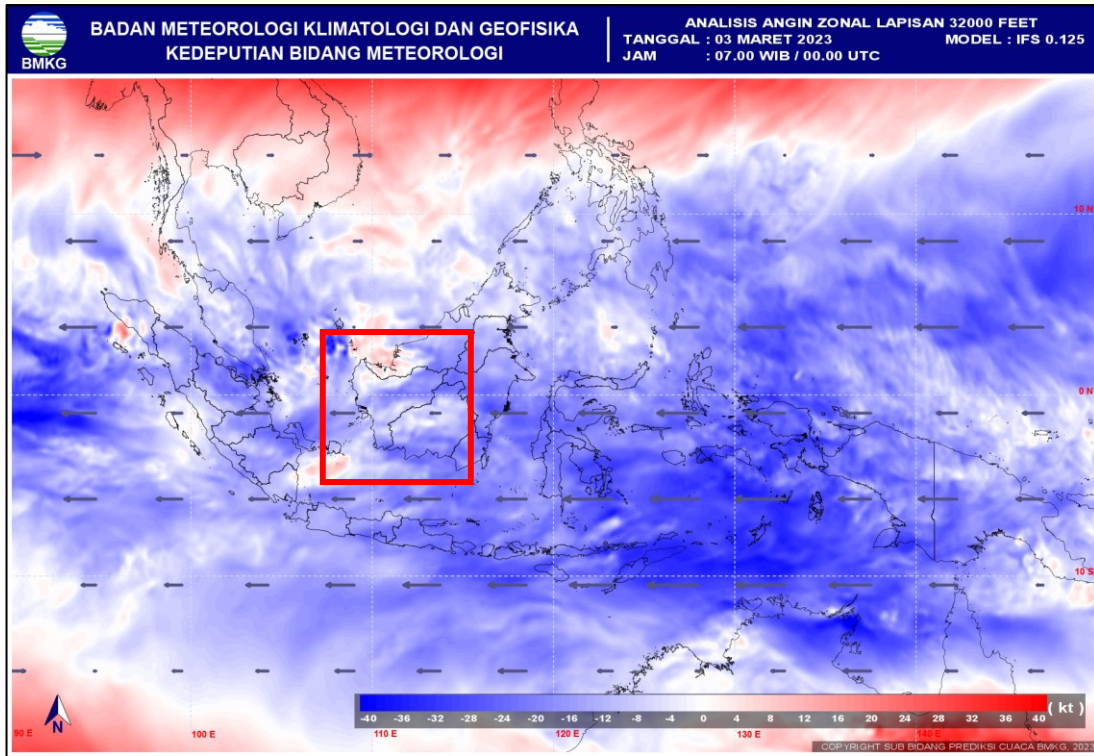 BMKG
BADAN METEOROLOGI KLIMATOLOGI DAN GEOFISIKA
KEDEPUTIAN BIDANG METEOROLOGI
ANALISIS ANGIN ZONAL LAPISAN 32000 FEET
TANGGAL : 03 MARET 2023 MODEL : IFS 0.125
JAM : 07.00 WIB / 00.00 UTC
10 N
0 N
10 S
N
-40 -36 -32 -28 -24 -20 -16 -12 -8 -4 0 4 8 12 16 20 24 28 32 36 40 ( kt )
90 E 100 E 110 E 120 E 130 E 140 E
COPYRIGHT SUB BIDANG PREDIKSI CUACA BMKG, 2023